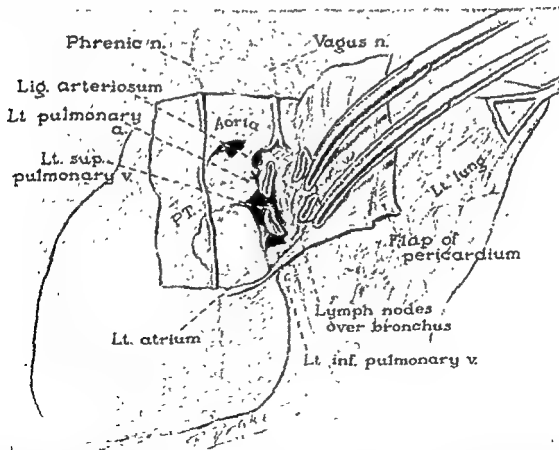 Phrenic n.
Vagus n.
Lig. arteriosum
Lt pulmonary
a.
Aorta
Lt. sup.
pulmonary v.
Lt lung
P.T.
Flap of
pericardium
Lymph nodes
over bronchus
Lt. atrium
Lt inf. pulmonary v.